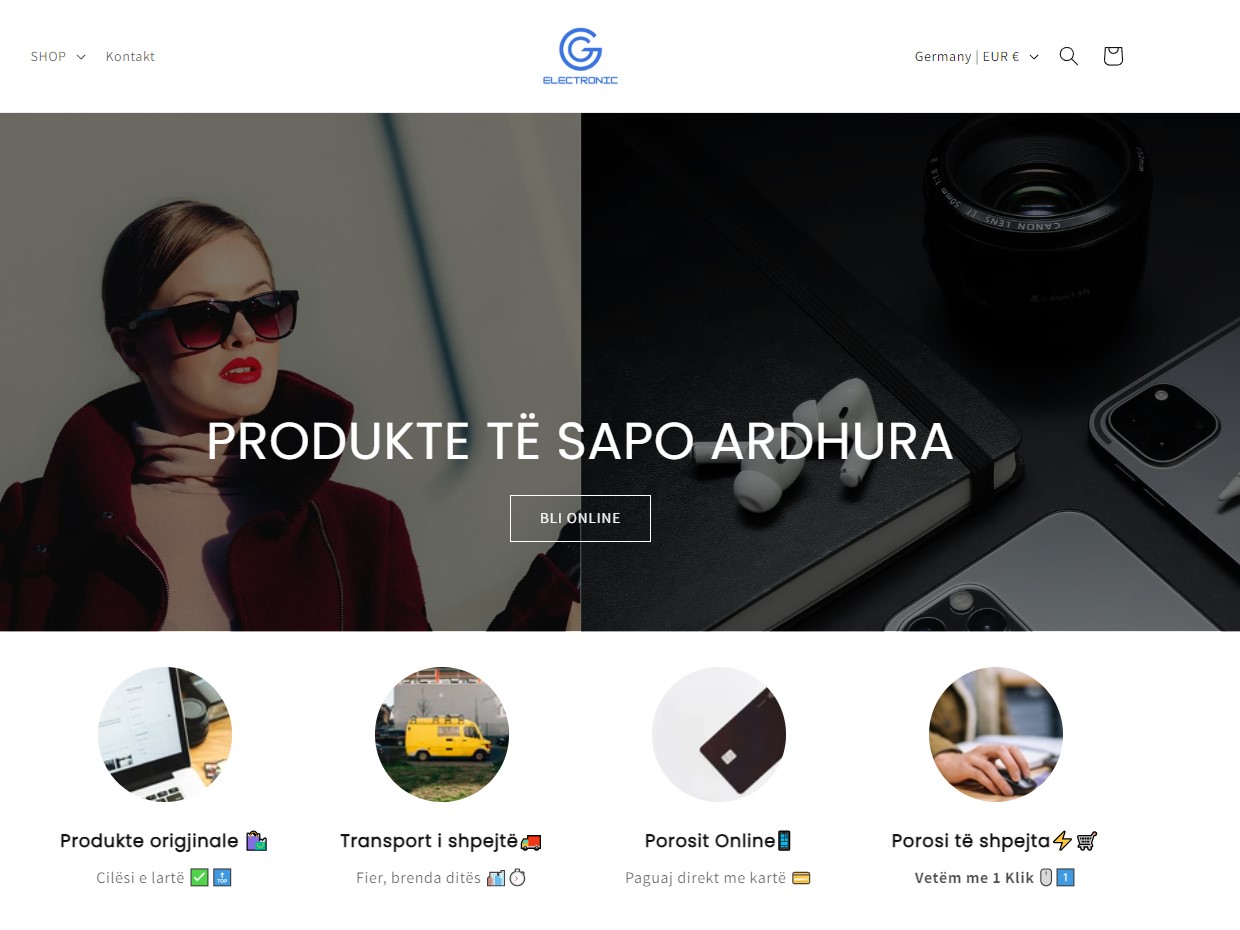 SHOP
Kontakt
G
ELECTRONIC
Germany | EUR €
CANON LENS EF 50mm 1:1.8
PRODUKTE TË SAPO ARDHURA
BLI ONLINE
Produkte origjinale
Transport i shpejtë
Porosit Online
Porosi të shpejta
Cilësi e lartë
TOP
Fier, brenda ditës
Paguaj direkt me kartë
Vetëm me 1 Klik
1